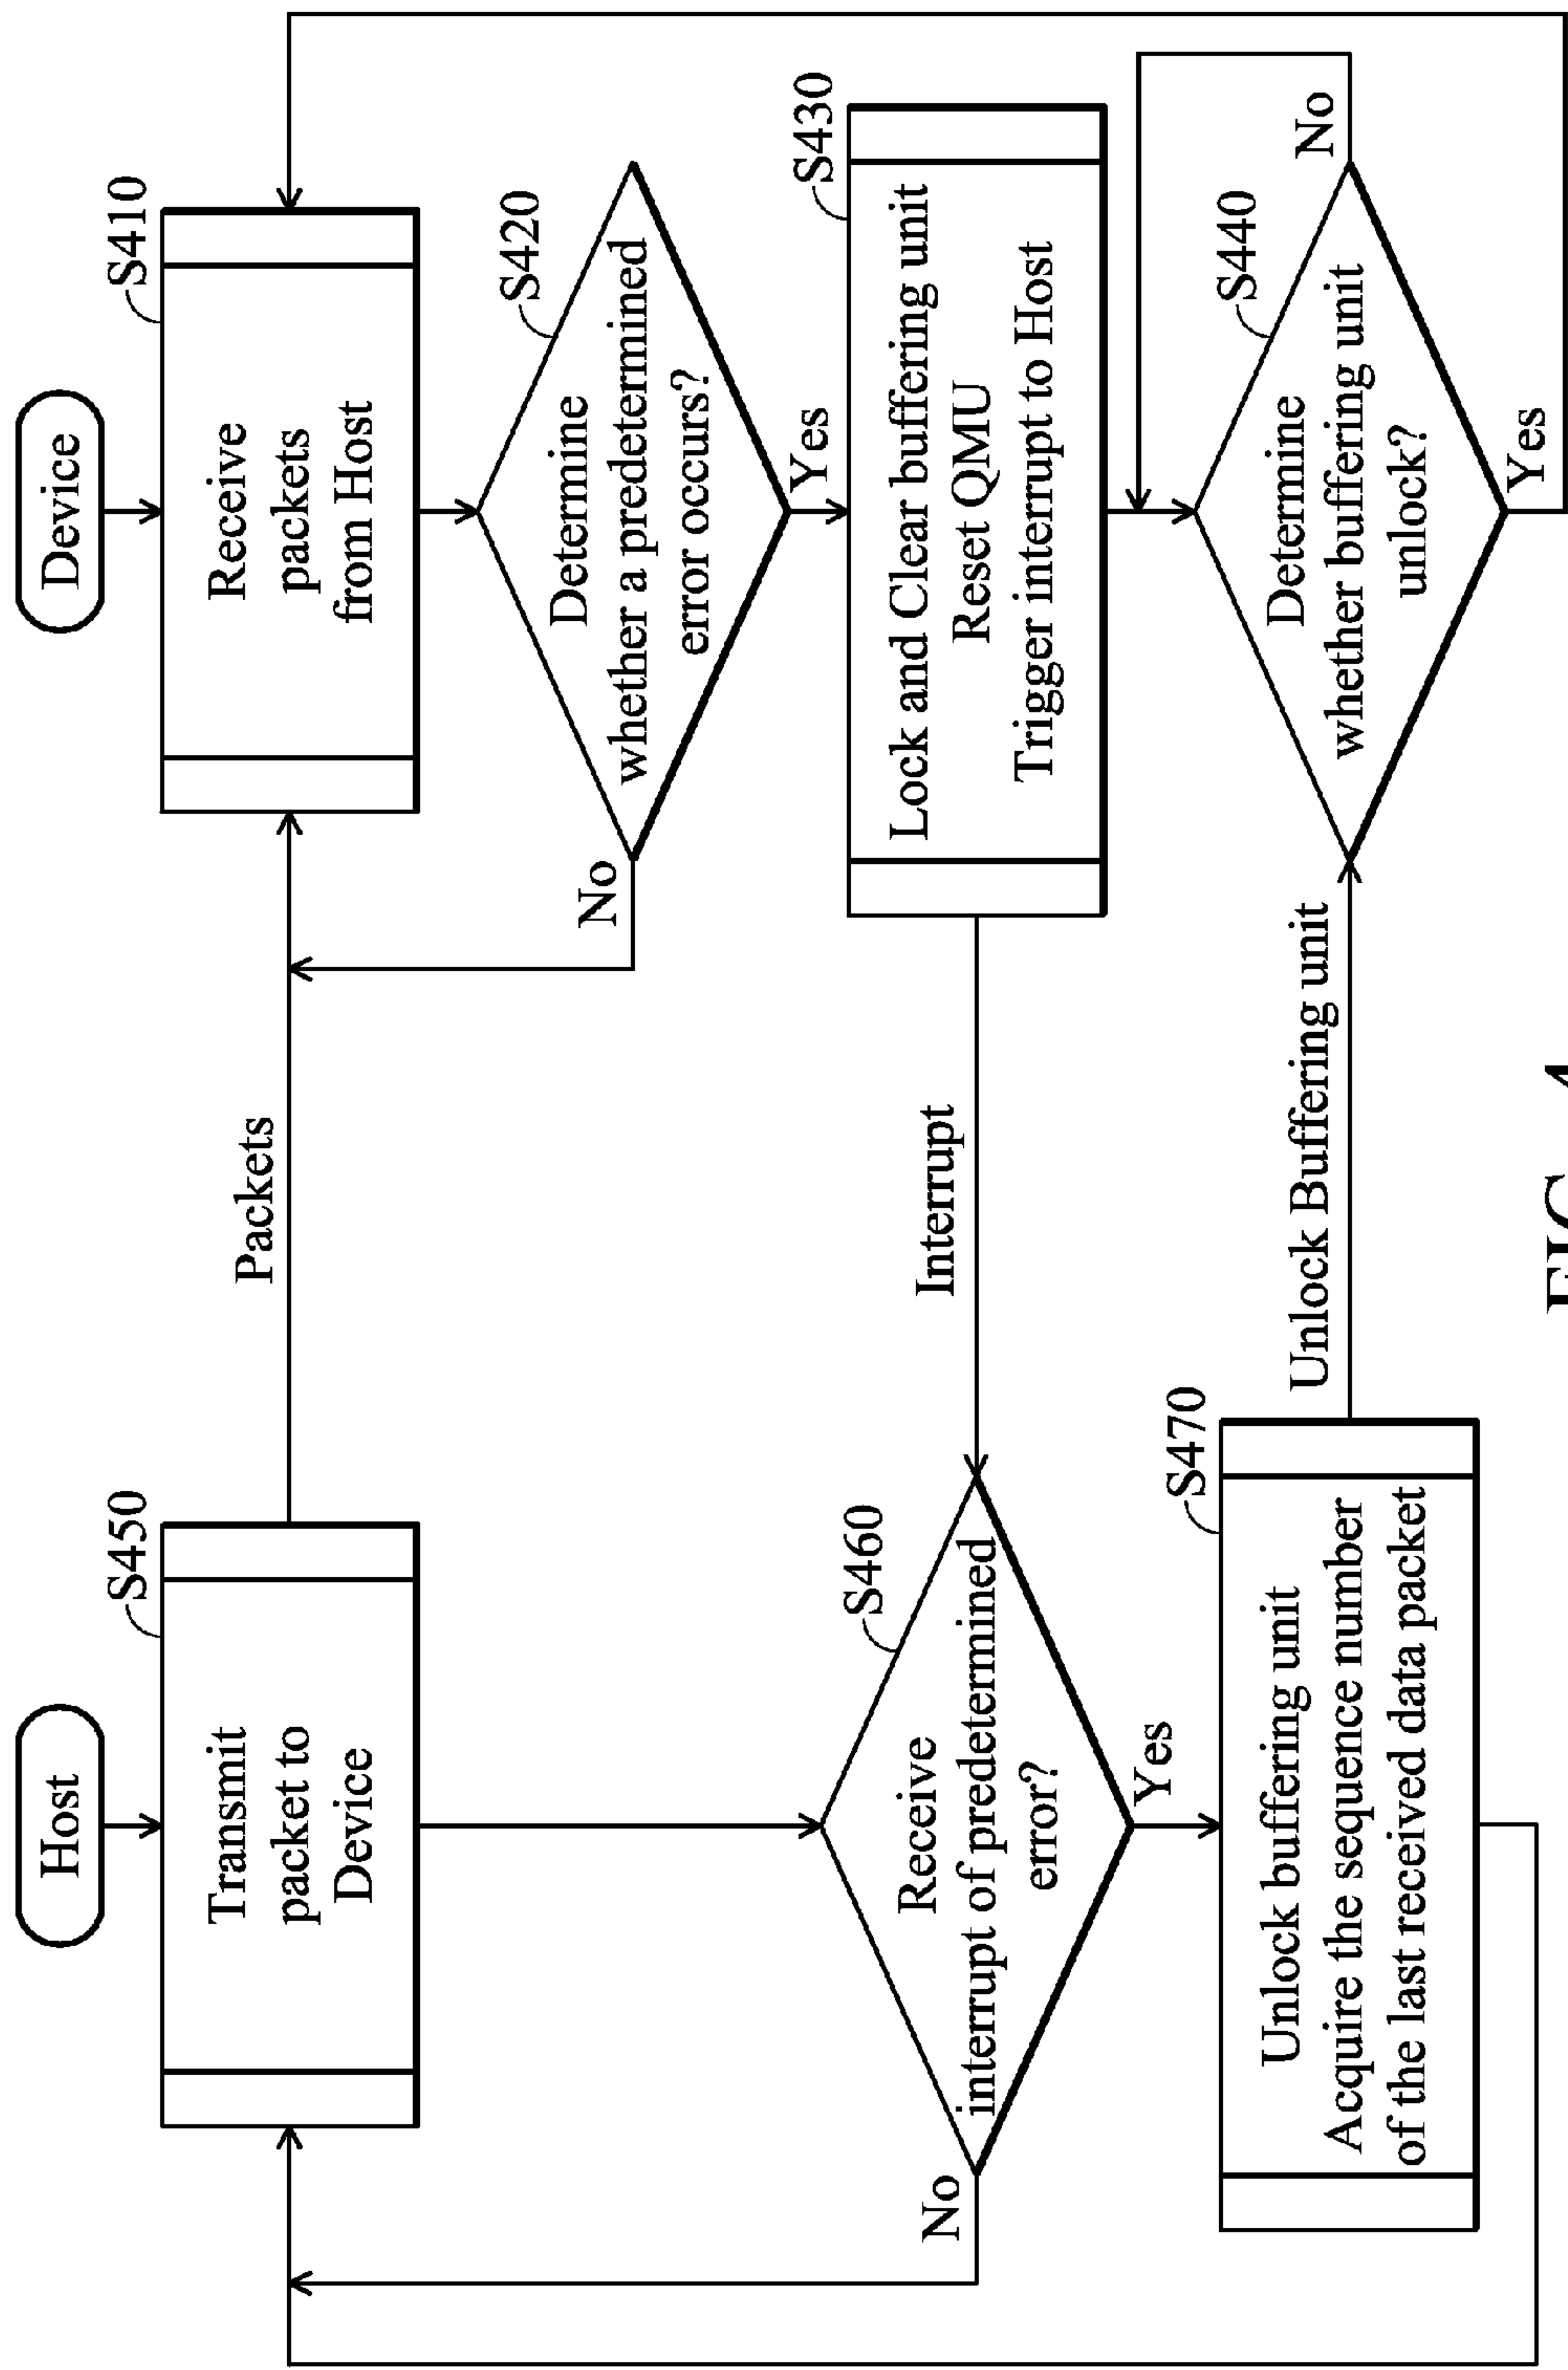 Host
S450
Transmit
packet to
Device
Packets
Device
S410
Receive
packets
from Host
S420
Determine
whether a predetermined
error occurs?
No
Yes
S430
Lock and Clear buffering unit
Reset QMU
Trigger interrupt to Host
Interrupt
S460
Receive
interrupt of predetermined
error?
No
Yes
S470
Unlock buffering unit
Acquire the sequence number
of the last received data packet
Unlock Buffering unit
S440
Determine
whether buffering unit
unlock?
No
Yes
FIG. 4